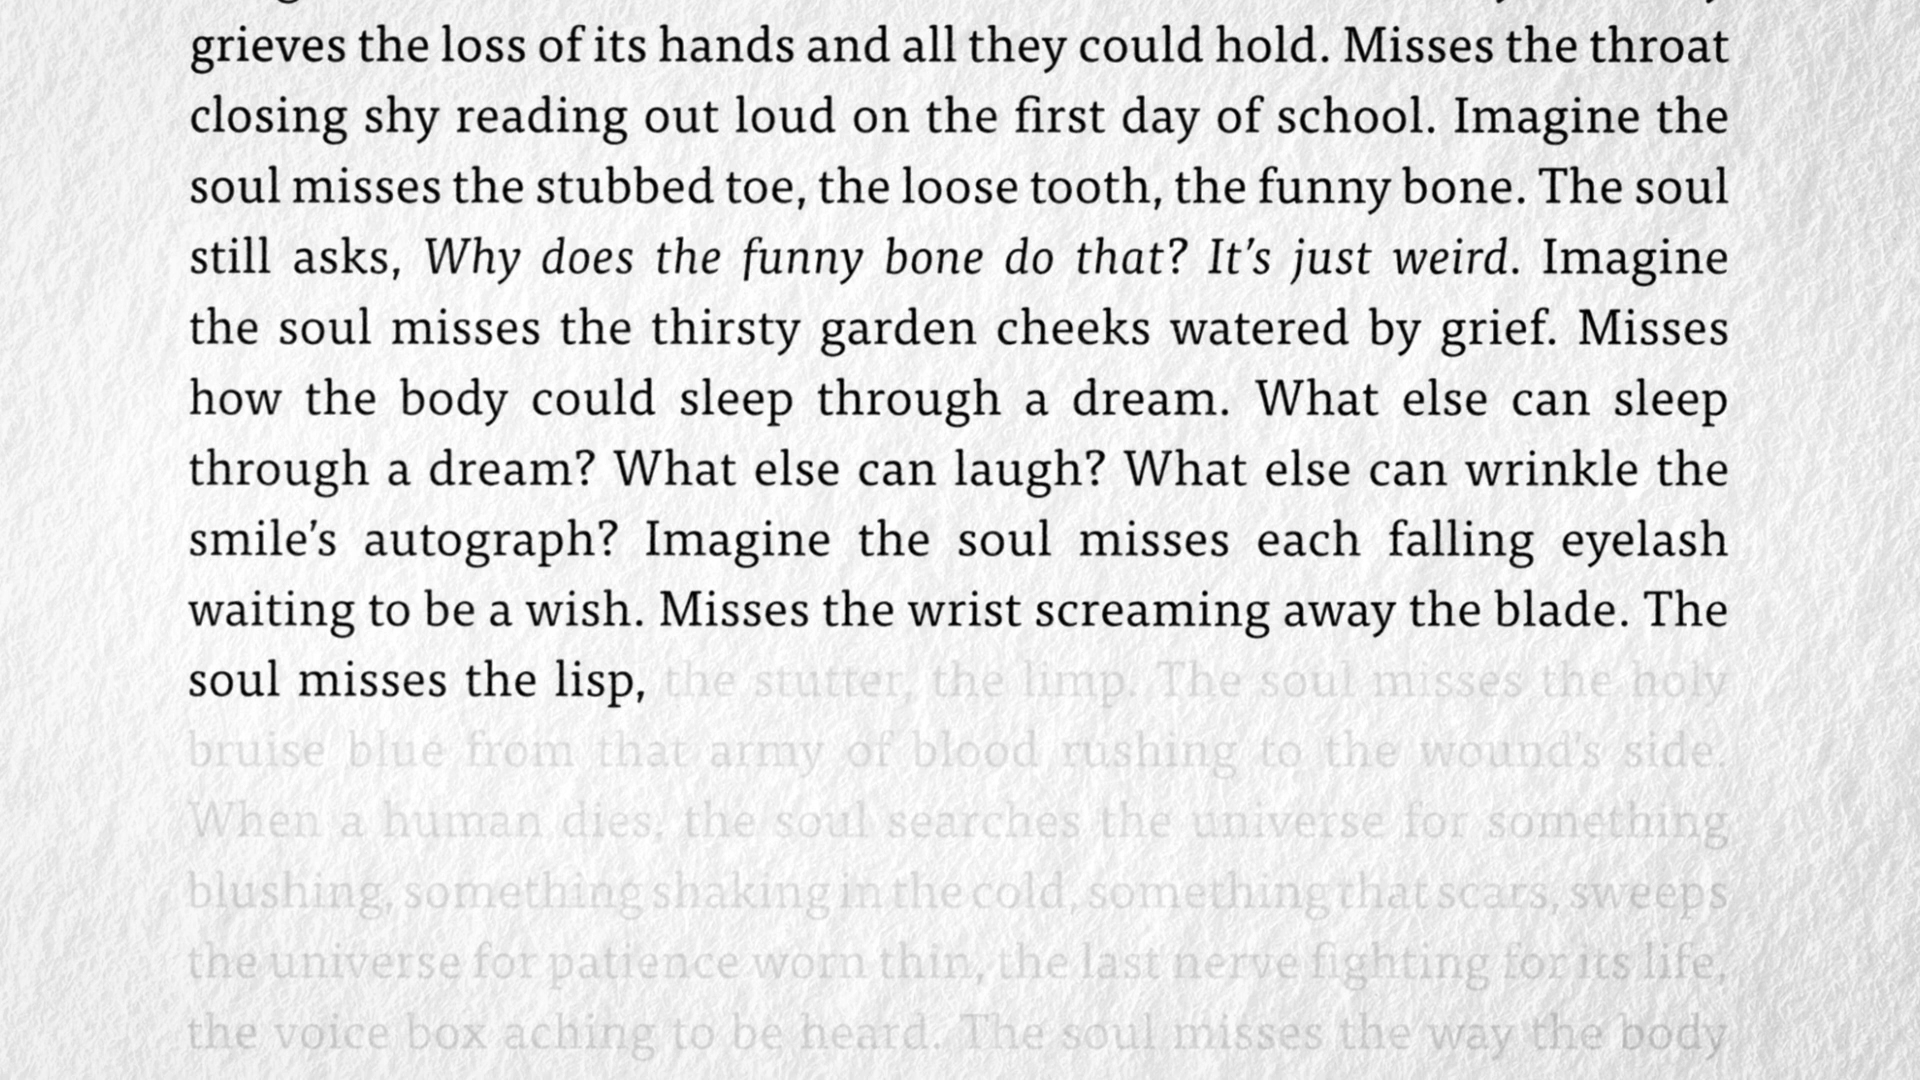 grieves the loss of its hands and all they could hold. Misses the throat
closing shy reading out loud on the first day of school. Imagine the
soul misses the stubbed toe, the loose tooth, the funny bone. The soul
still asks, Why does the funny bone do that? It’s just weird. Imagine
the soul misses the thirsty garden cheeks watered by grief. Misses
how the body could sleep through a dream. What else can sleep
through a dream? What else can laugh? What else can wrinkle the
smile’s autograph? Imagine the soul misses each falling eyelash
waiting to be a wish. Misses the wrist screaming away the blade. The
soul misses the lisp, the stutter, the limp. The soul misses the holy
bruise blue from that army of blood rushing to the wound’s side.
When a human dies, the soul searches the universe for something
blushing, something shaking in the cold, something that scars, sweeps
the universe for patience worn thin, the last nerve fighting for its life,
the voice box aching to be heard. The soul misses the way the body